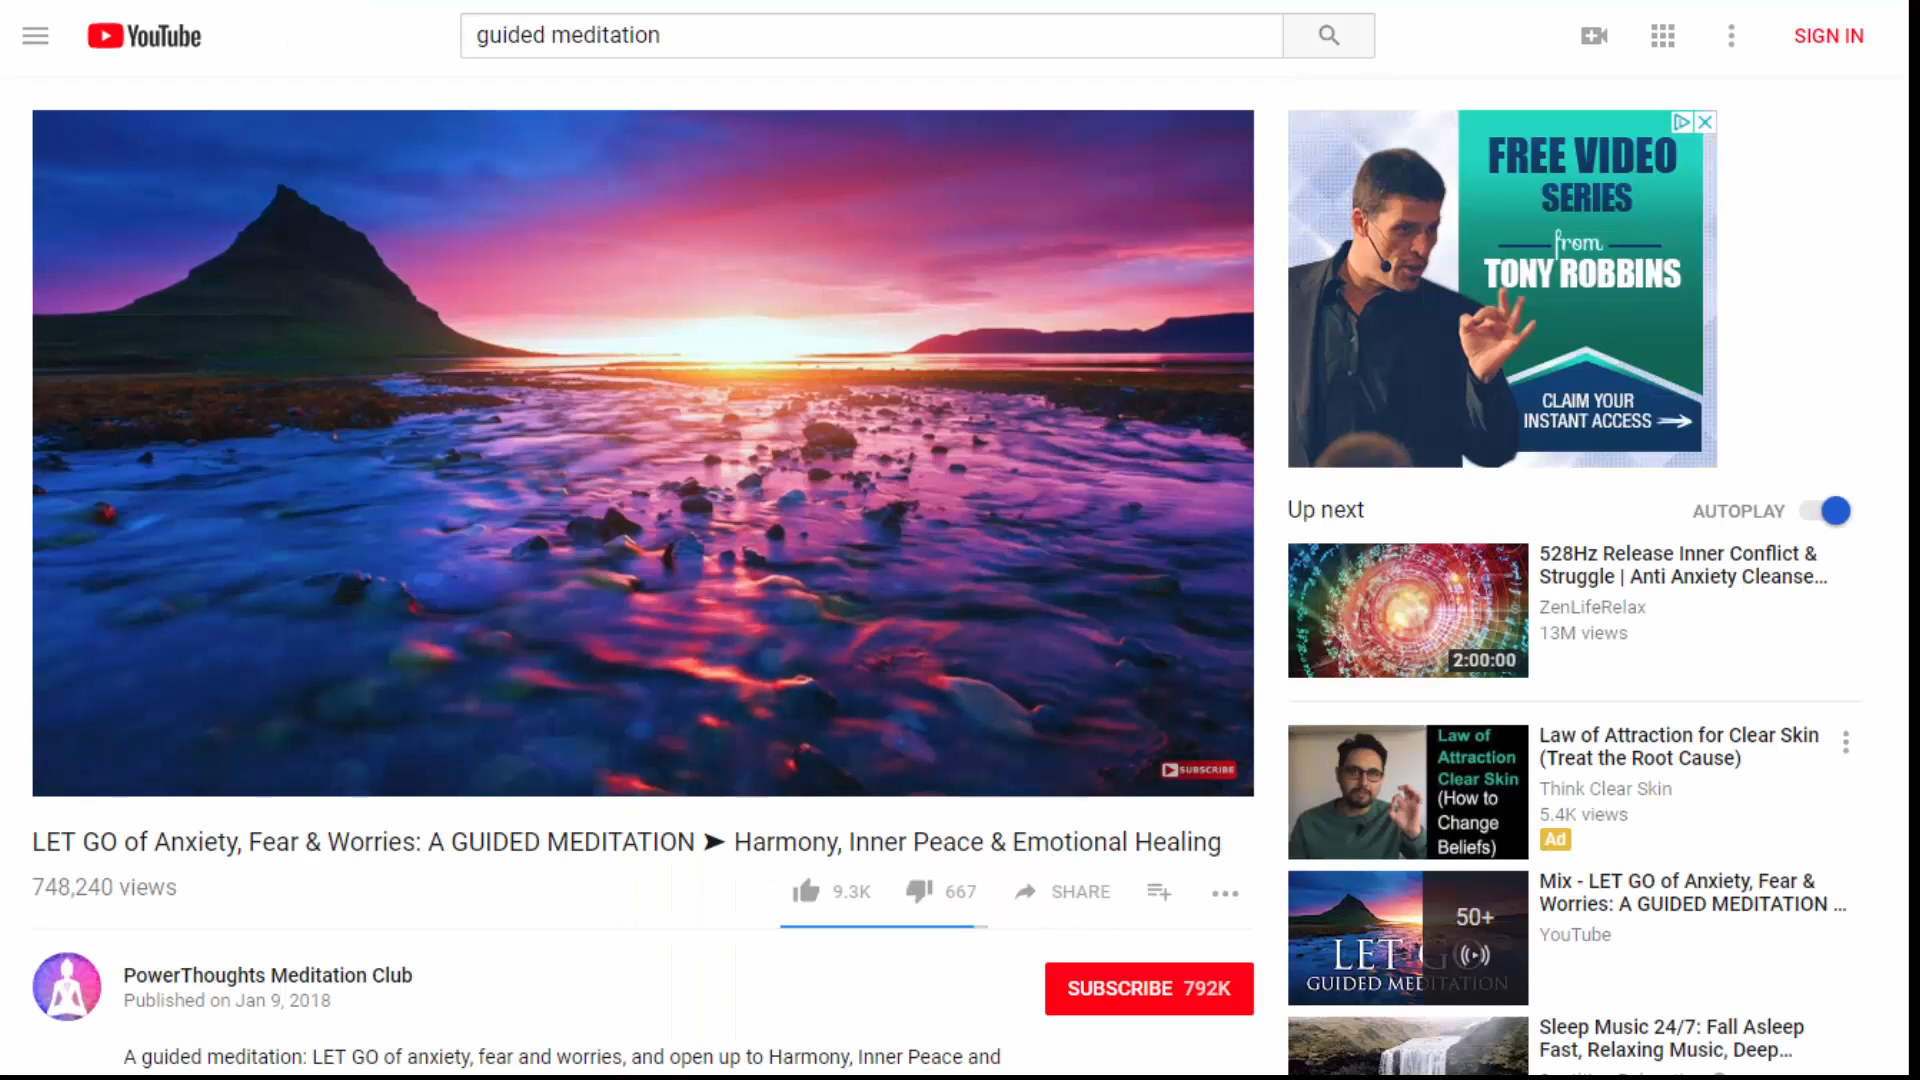 YouTube
guided meditation
SIGN IN
SUBSCRIBE
LET GO of Anxiety, Fear & Worries: A GUIDED MEDITATION ➤ Harmony, Inner Peace & Emotional Healing
748,240 views
9.3K
667
SHARE
PowerThoughts Meditation Club
Published on Jan 9, 2018
SUBSCRIBE 792K
A guided meditation: LET GO of anxiety, fear and worries, and open up to Harmony, Inner Peace and
FREE VIDEO
SERIES
from
TONY ROBBINS
CLAIM YOUR
INSTANT ACCESS
Up next
AUTOPLAY
2:00:00
528Hz Release Inner Conflict &
Struggle | Anti Anxiety Cleanse...
ZenLifeRelax
13M views
Law of
Attraction
Clear Skin
(How to
Change
Beliefs)
Law of Attraction for Clear Skin
(Treat the Root Cause)
Think Clear Skin
5.4K views
Ad
LET GO
GUIDED MEDITATION
50+
Mix - LET GO of Anxiety, Fear &
Worries: A GUIDED MEDITATION ...
YouTube
Sleep Music 24/7: Fall Asleep
Fast, Relaxing Music, Deep...